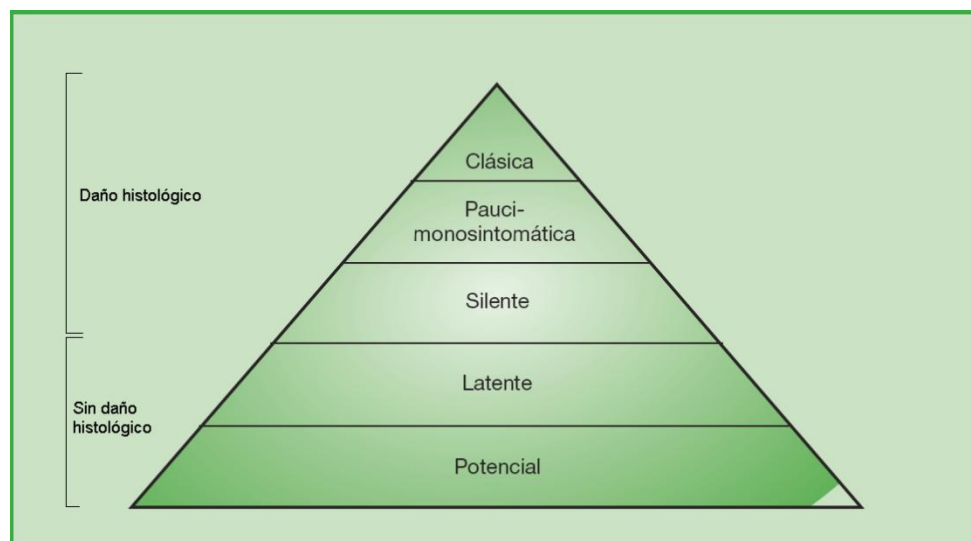 Clásica
Daño histológico
Pauci-
monosintomática
Silente
Latente
Sin daño
histológico
Potencial